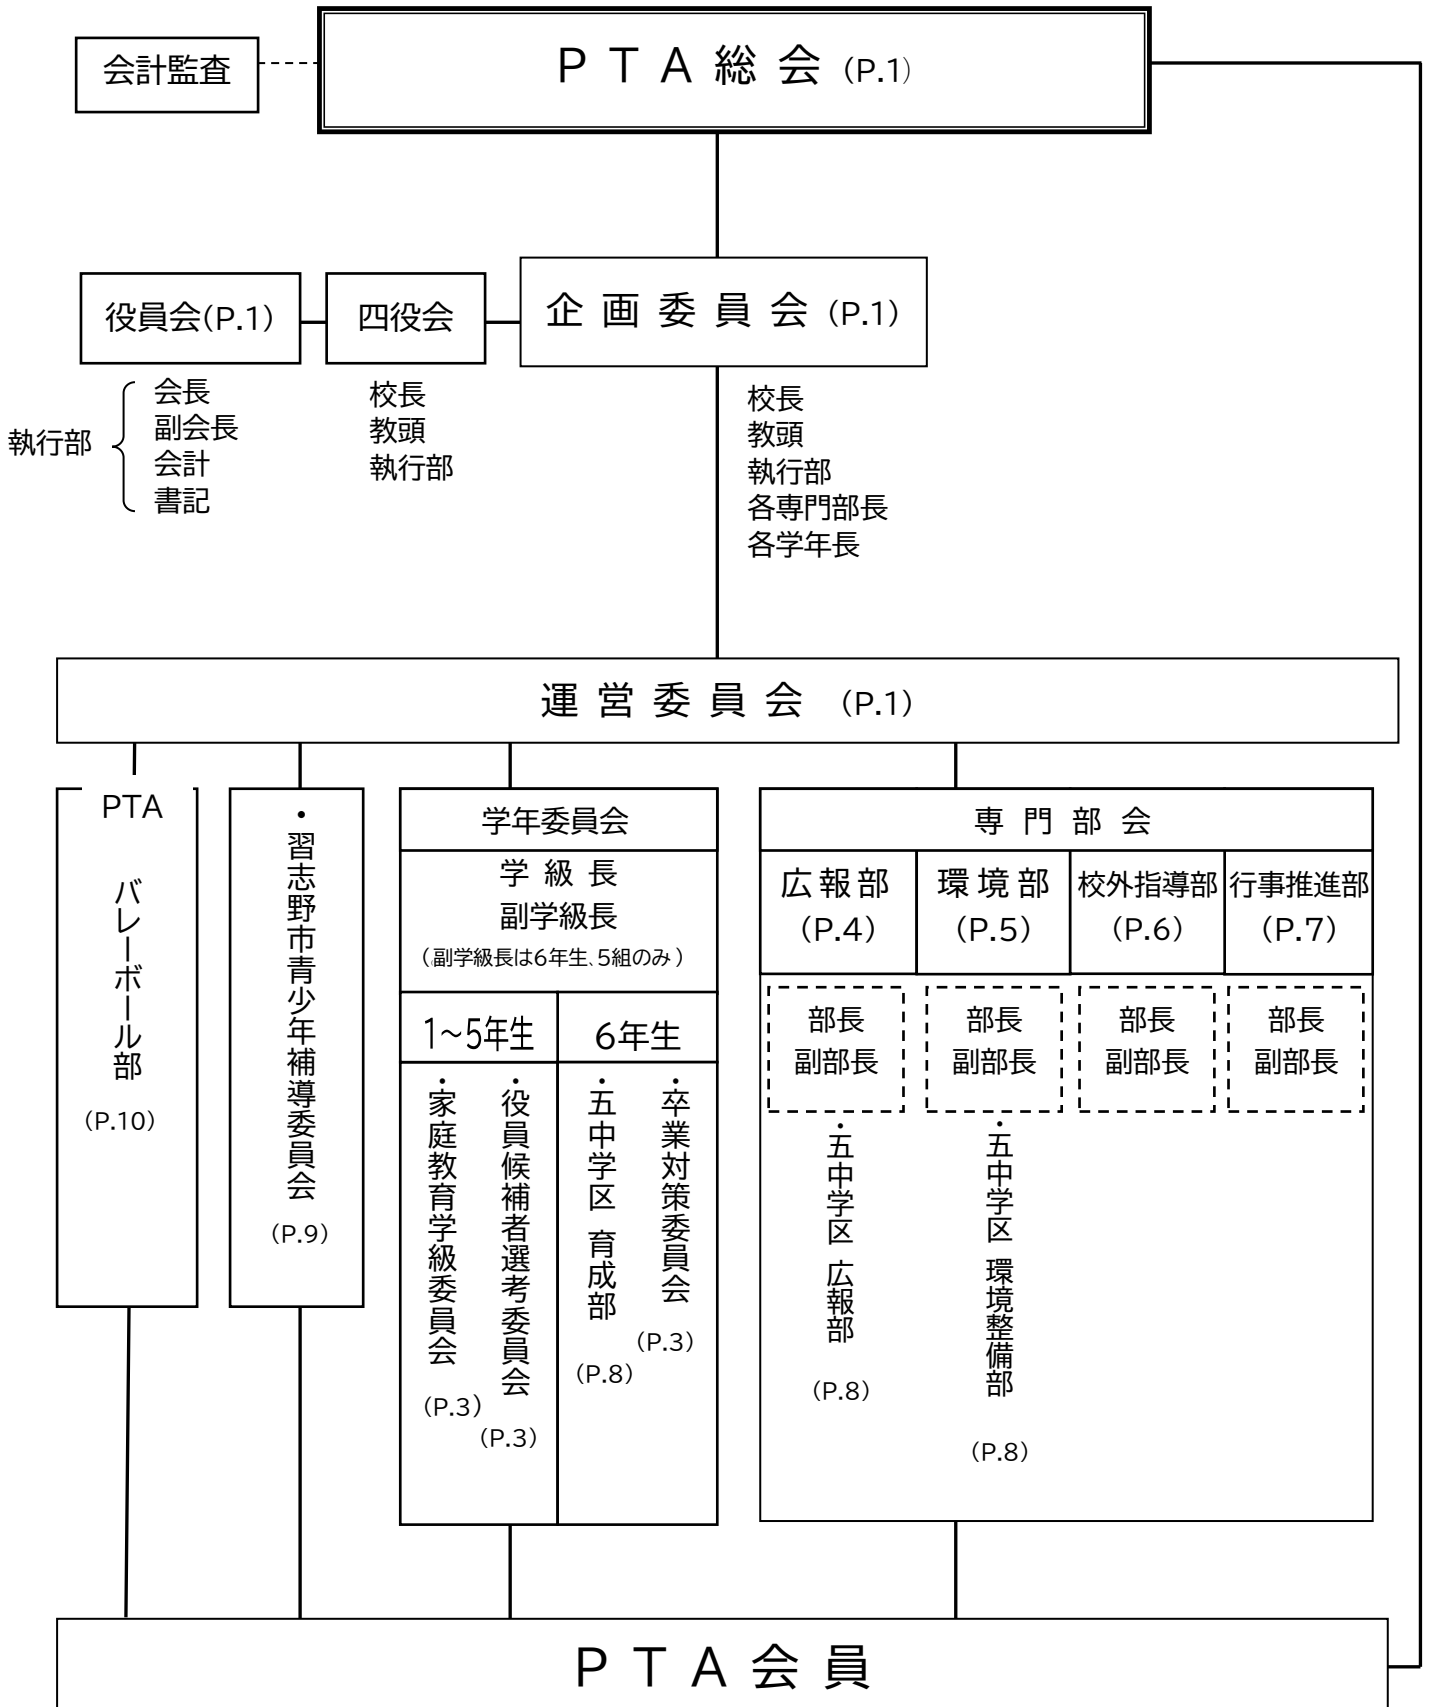 PTA総会(P.1)
会計監査
役員会(P.1)
四役会
企画委員会(P.1)
執行部
会長
副会長
会計
書記
校長
教頭
執行部
校長
教頭
執行部
各専門部長
各学年長
運営委員会 (P.1)
PTA
バレーボール部
(P.10)
・習志野市青少年補導委員会
(P.9)
学年委員会
学級長
副学級長
(副学級長は6年生、5組のみ)
1~5年生
・家庭教育学級委員会
(P.3)
・役員候補者選考委員会
(P.3)
6年生
・五中学区 育成部
(P.8)
・卒業対策委員会
(P.3)
専門部会
広報部
(P.4)
環境部
(P.5)
校外指導部
(P.6)
行事推進部
(P.7)
部長
副部長
部長
副部長
部長
副部長
部長
副部長
・五中学区 広報部
(P.8)
・五中学区 環境整備部
(P.8)
PTA会員